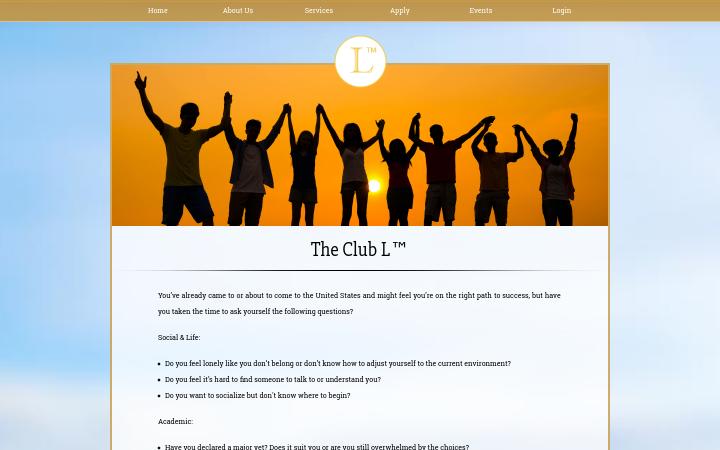 Home About Us Services Apply Events Login
L™
The Club L™
You've already came to or about to come to the United States and might feel you're on the right path to success, but have
you taken the time to ask yourself the following questions?
Social & Life:
Do you feel lonely like you don't belong or don't know how to adjust yourself to the current environment?
Do you feel it's hard to find someone to talk to or understand you?
Do you want to socialize but don't know where to begin?
Academic:
Have you declared a major yet? Does it suit you or are you still overwhelmed by the choices?